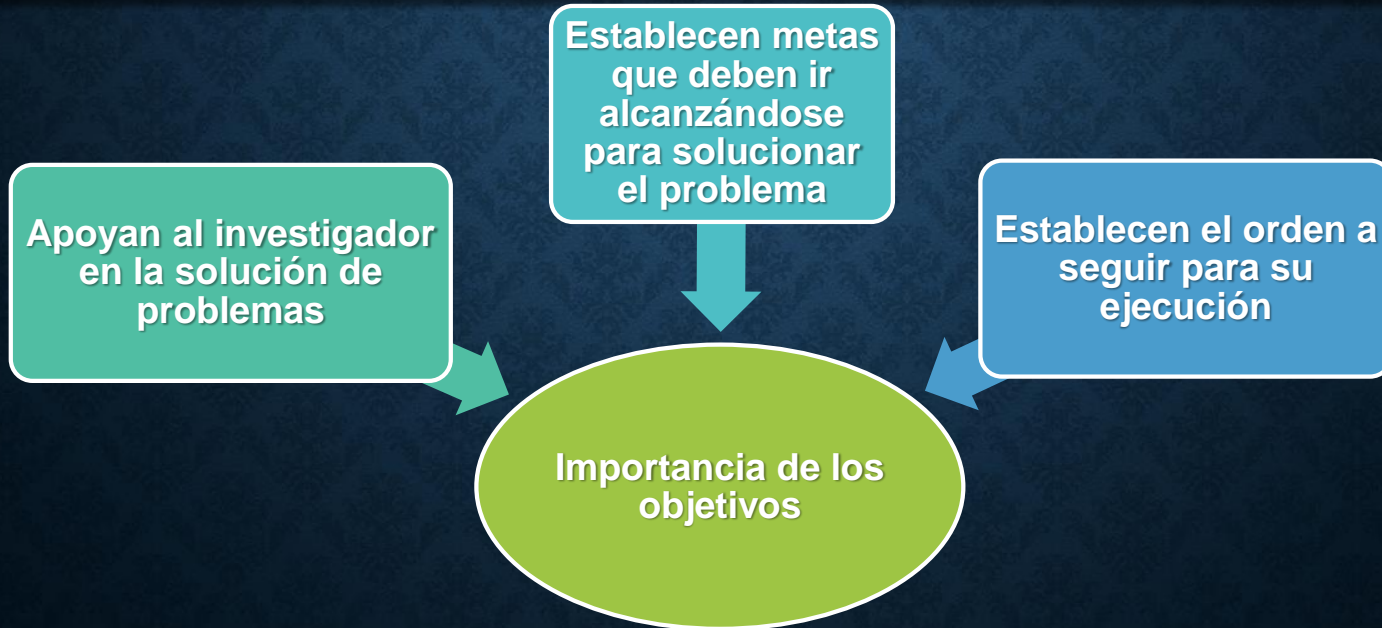 Establecen metas
que deben ir
alcanzándose
para solucionar
el problema
Apoyan al investigador
en la solución de
problemas
Establecen el orden a
seguir para su
ejecución
Importancia de los
objetivos